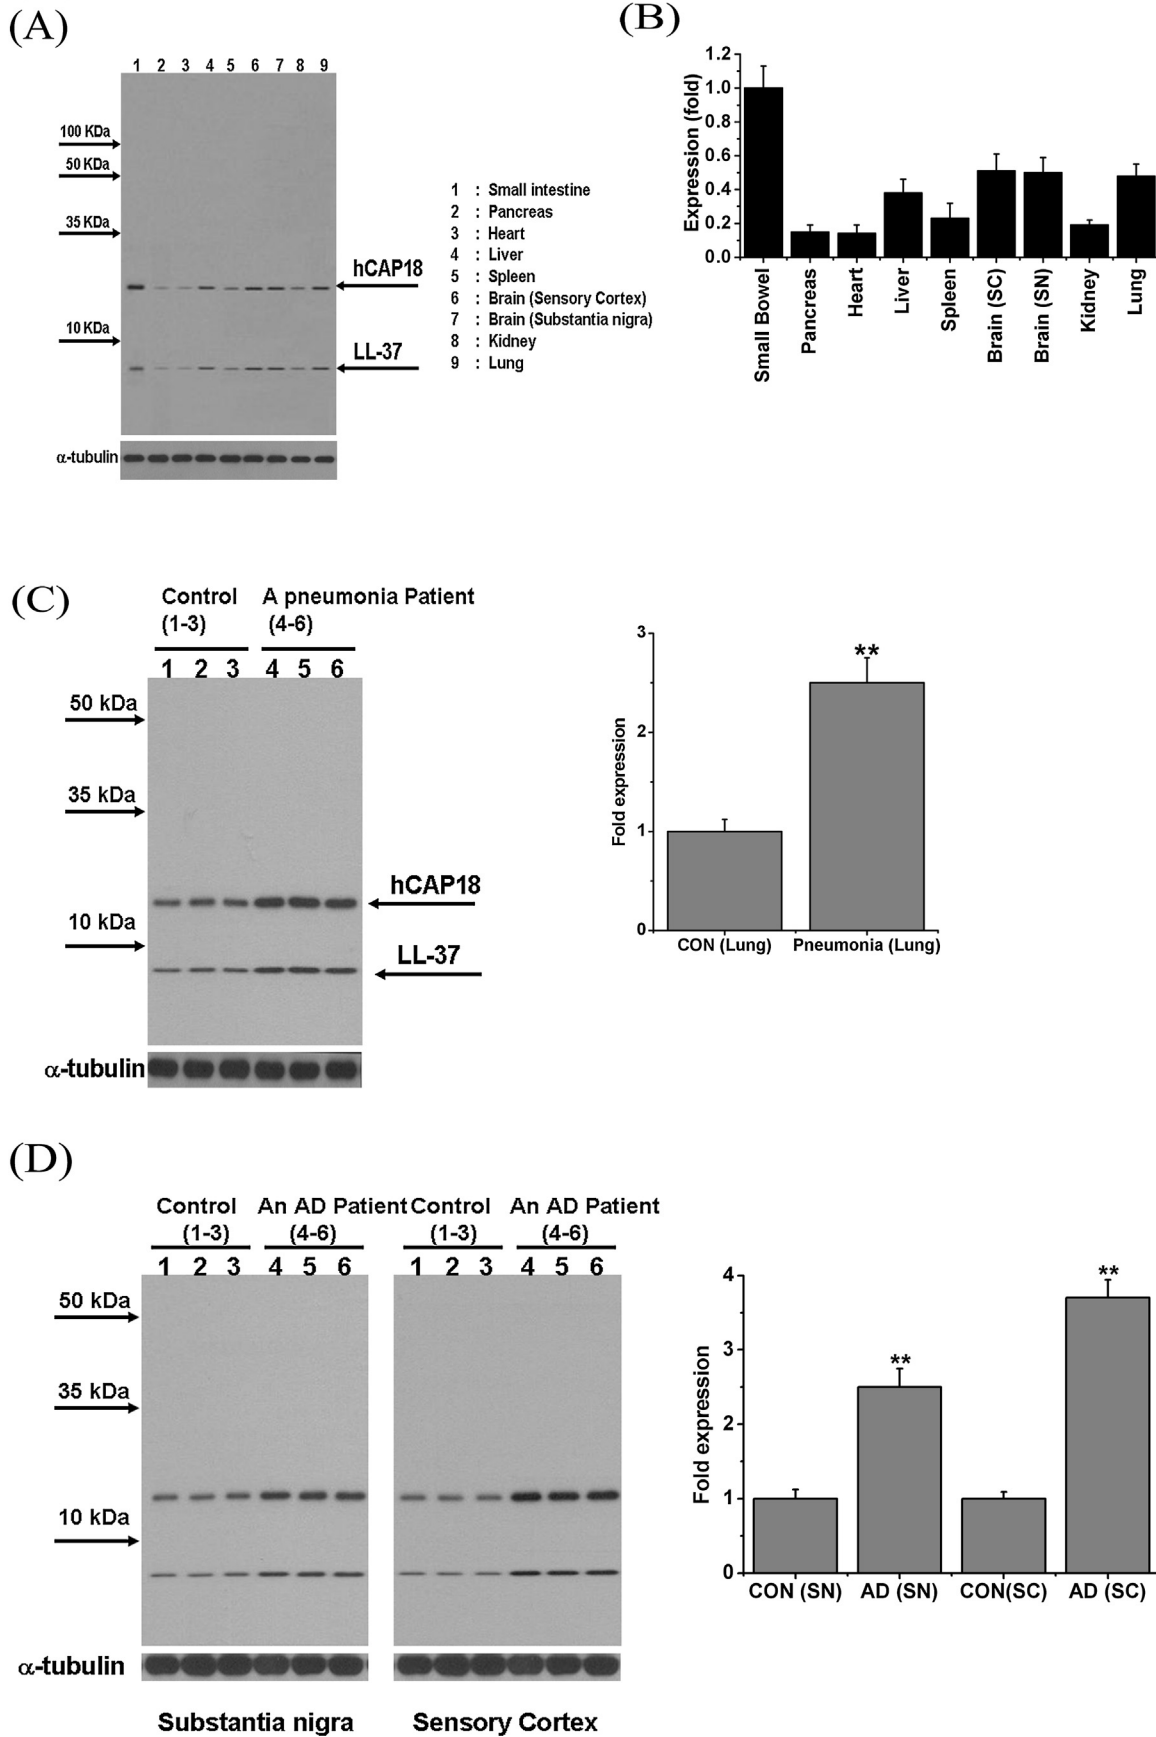 (A)
1 2 3 4 5 6 7 8 9
100 KDa
50 KDa
35 KDa
hCAP18
10 KDa
LL-37
α-tubulin
1 : Small intestine
2 : Pancreas
3 : Heart
4 : Liver
5 : Spleen
6 : Brain (Sensory Cortex)
7 : Brain (Substantia nigra)
8 : Kidney
9 : Lung
(B)
Expression (fold)
1.2
1.0
0.8
0.6
0.4
0.2
0.0
Small Bowel
Pancreas
Heart
Liver
Spleen
Brain (SC)
Brain (SN)
Kidney
Lung
(C)
Control A pneumonia Patient
(1-3) (4-6)
1 2 3 4 5 6
50 kDa
35 kDa
hCAP18
10 kDa
LL-37
α-tubulin
Fold expression
3
2
1
0
**
CON (Lung) Pneumonia (Lung)
(D)
Control An AD Patient Control An AD Patient
(1-3) (4-6) (1-3) (4-6)
1 2 3 4 5 6 1 2 3 4 5 6
50 kDa
35 kDa
10 kDa
α-tubulin
Substantia nigra Sensory Cortex
Fold expression
4
3
2
1
0
**
**
CON (SN) AD (SN) CON(SC) AD (SC)